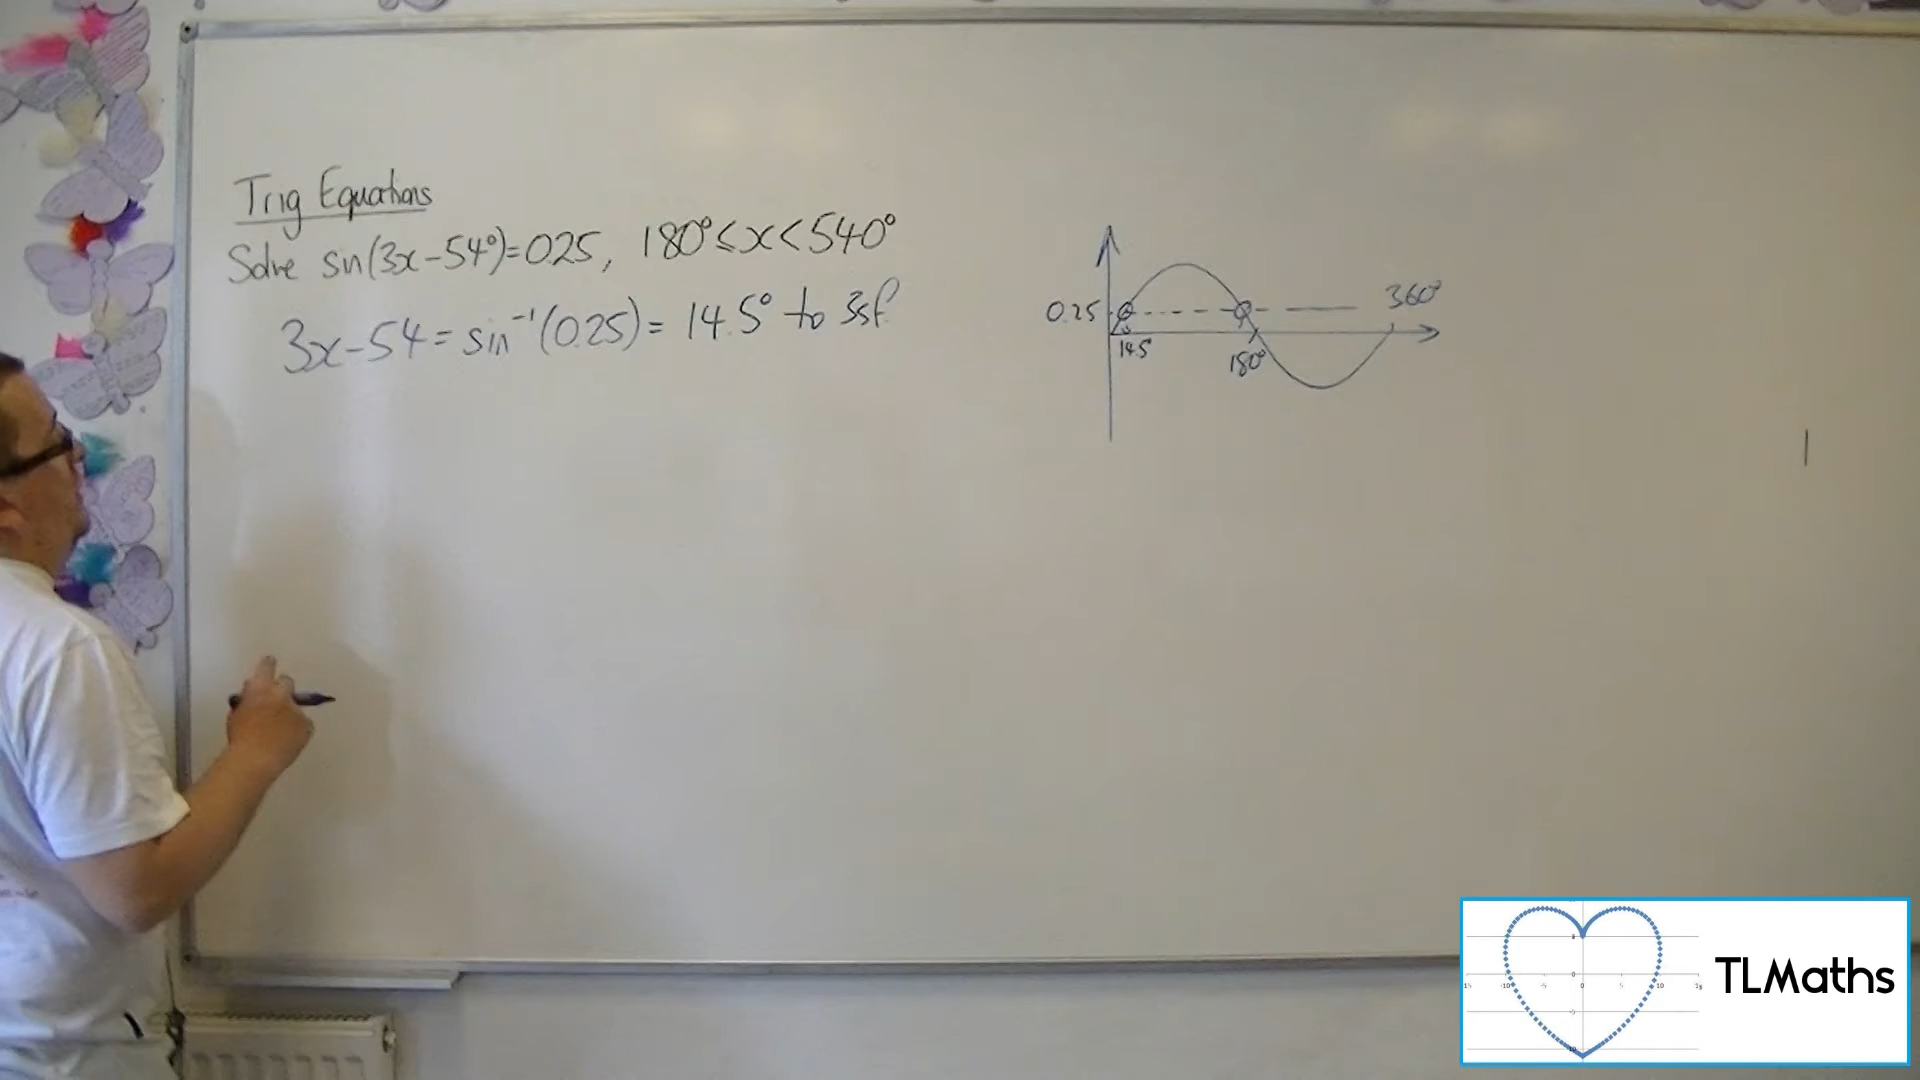 Trig Equations
Solve sin(3x-54°)=0.25, 180°≤x<540°
3x-54=sin⁻¹(0.25)= 14.5° to 3sf
0.25
360°
14.5
180°
TLMaths